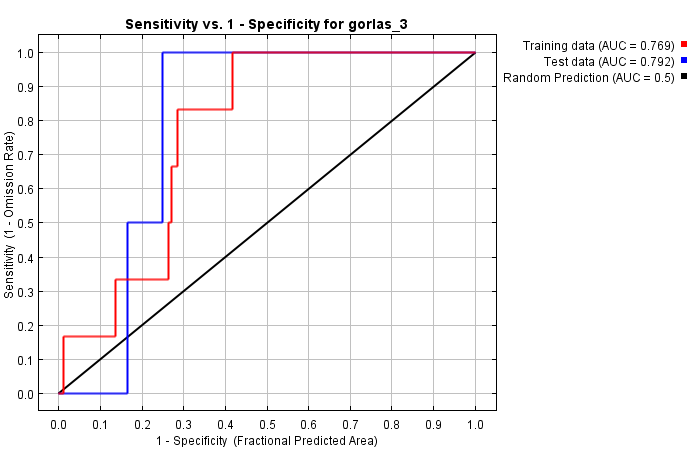 Sensitivity vs. 1 - Specificity for gorlas_3
Training data (AUC = 0.769)
Test data (AUC = 0.792)
Random Prediction (AUC = 0.5)
Sensitivity (1 - Omission Rate)
1.0
0.9
0.8
0.7
0.6
0.5
0.4
0.3
0.2
0.1
0.0
0.0 0.1 0.2 0.3 0.4 0.5 0.6 0.7 0.8 0.9 1.0
1 - Specificity (Fractional Predicted Area)